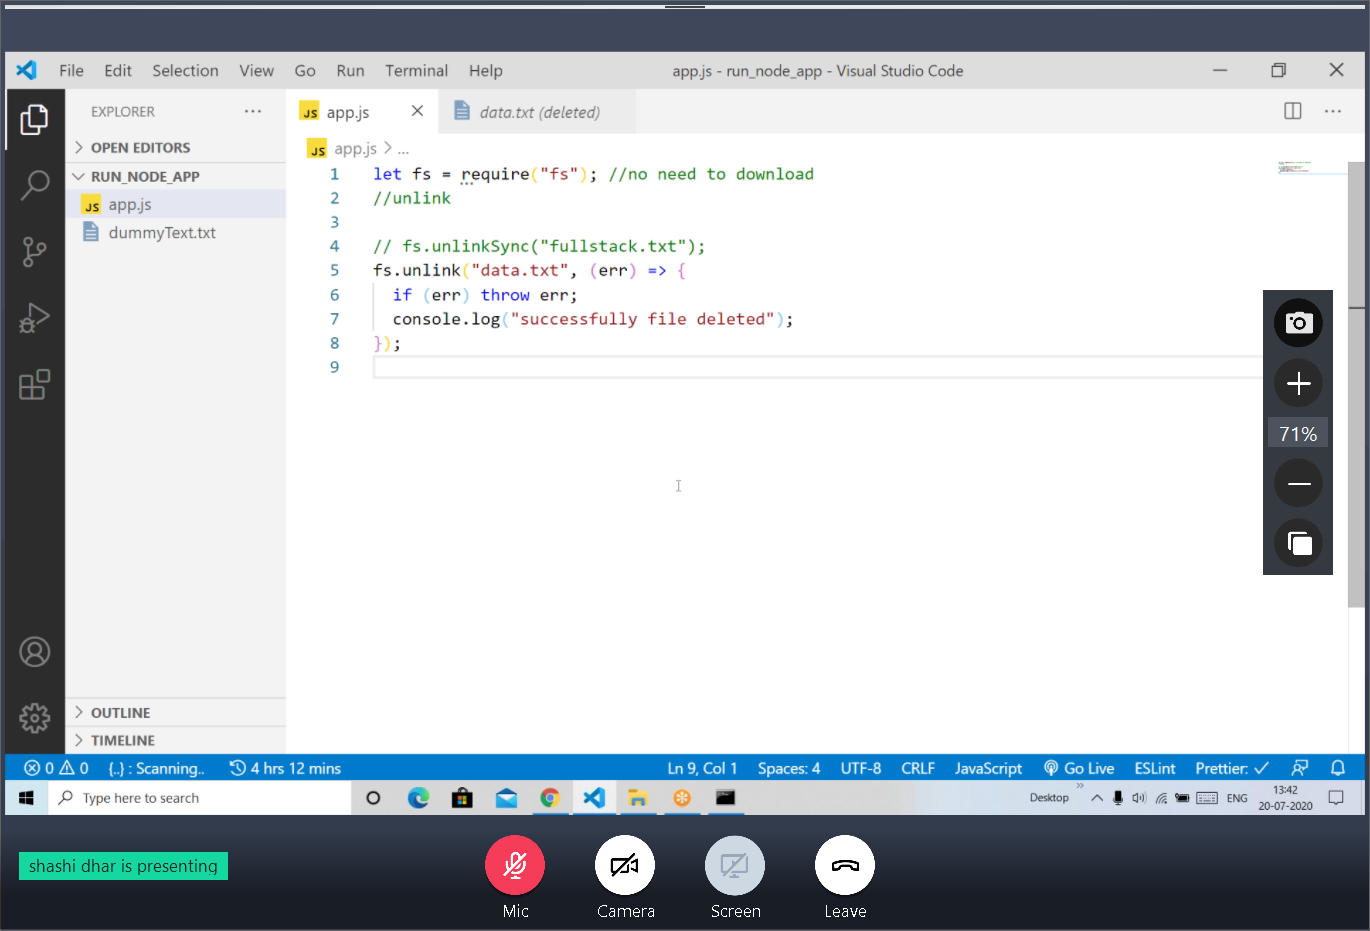 File Edit Selection View Go Run Terminal Help
app.js - run_node_app - Visual Studio Code
EXPLORER
OPEN EDITORS
RUN_NODE_APP
JS app.js
dummyText.txt
OUTLINE
TIMELINE
JS app.js
data.txt (deleted)
JS app.js > ...
1 let fs = require("fs"); //no need to download
2 //unlink
3
4 // fs.unlinkSync("fullstack.txt");
5 fs.unlink("data.txt", (err) => {
6 if (err) throw err;
7 console.log("successfully file deleted");
8 });
9
71%
0 0 {..} : Scanning.. 4 hrs 12 mins
Ln 9, Col 1 Spaces: 4 UTF-8 CRLF JavaScript Go Live ESLint Prettier: ✓
Type here to search
Desktop
ENG
13:42
20-07-2020
shashi dhar is presenting
Mic Camera Screen Leave